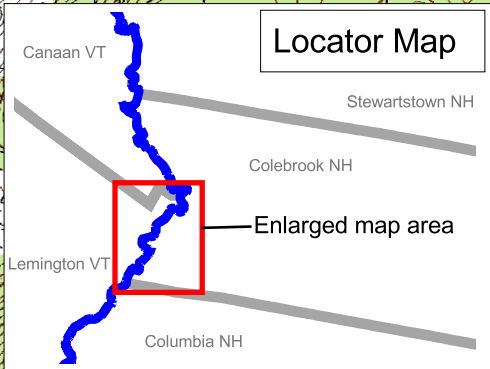 Locator Map
Canaan VT
Stewartstown NH
Colebrook NH
Enlarged map area
Lemington VT
Columbia NH